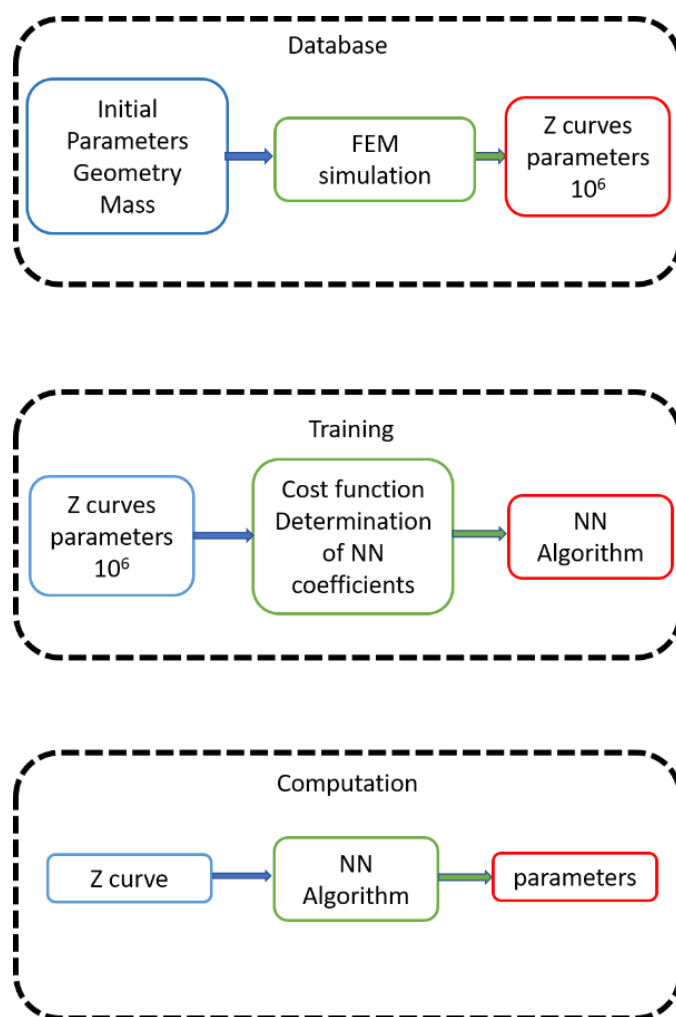 Database
Initial
Parameters
Geometry
Mass
FEM
simulation
Z curves
parameters
10⁶
Training
Z curves
parameters
10⁶
Cost function
Determination
of NN
coefficients
NN
Algorithm
Computation
Z curve
NN
Algorithm
parameters